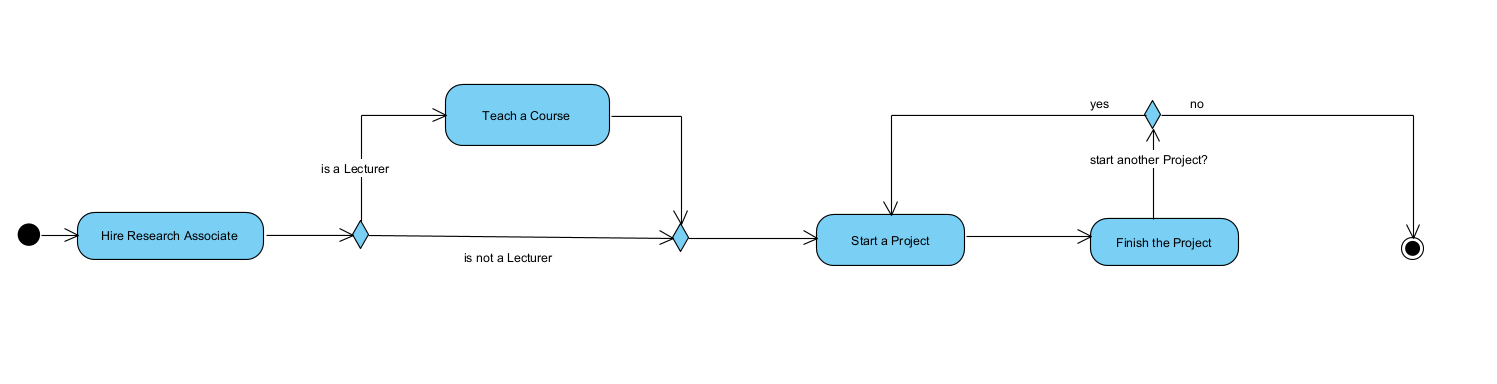 Teach a Course
yes
no
is a Lecturer
start another Project?
Hire Research Associate
is not a Lecturer
Start a Project
Finish the Project